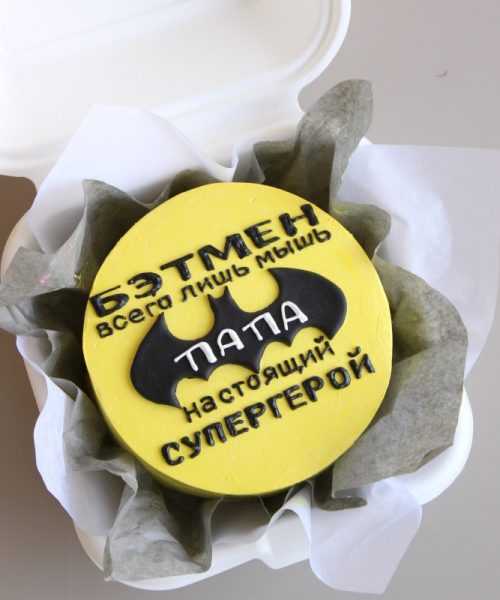 БЭТМЕН
всего лишь мышь
ПАПА
настоящий
СУПЕРГЕРОЙ